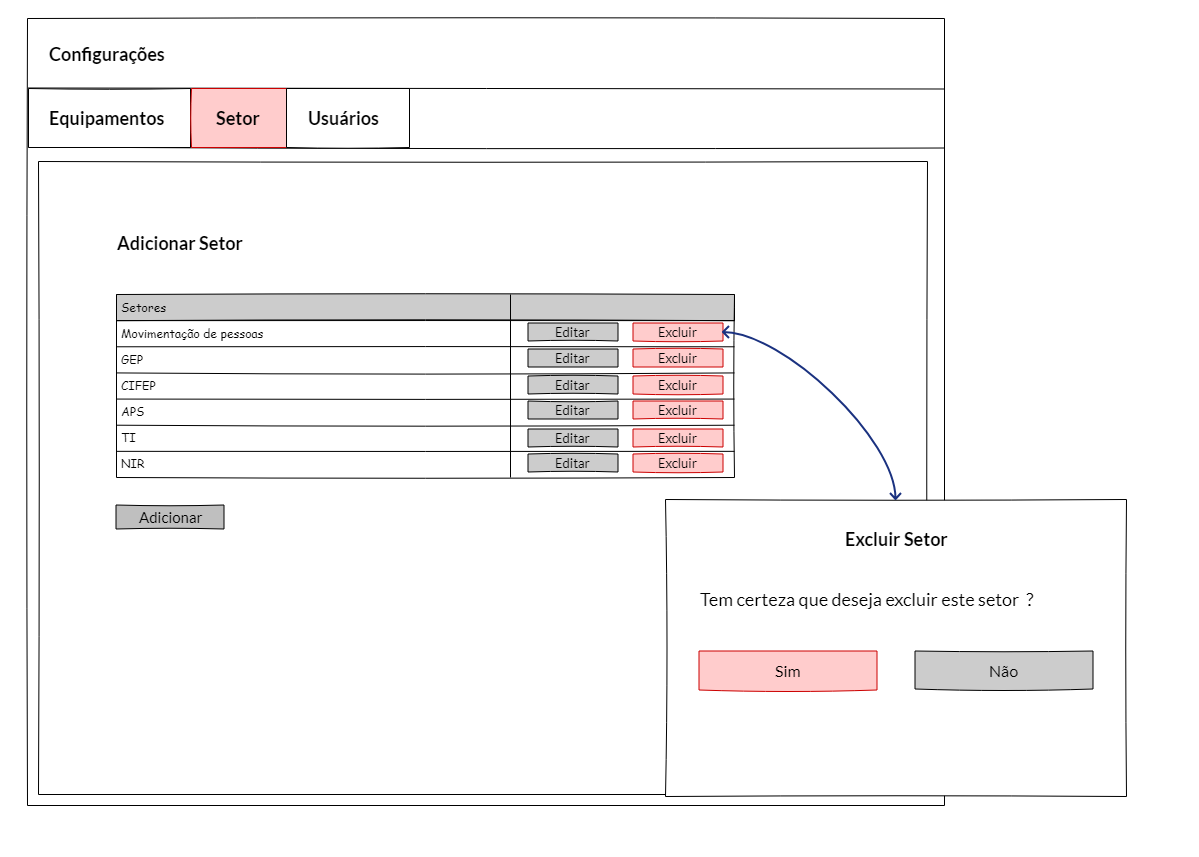 Configurações
Equipamentos Setor Usuários
Adicionar Setor
Setores
Movimentação de pessoas Editar Excluir
GEP Editar Excluir
CIFEP Editar Excluir
APS Editar Excluir
TI Editar Excluir
NIR Editar Excluir
Adicionar
Excluir Setor
Tem certeza que deseja excluir este setor ?
Sim Não